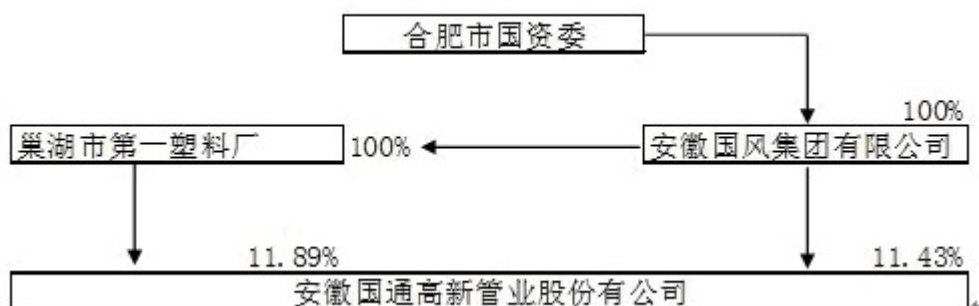 合肥市国资委
100%
巢湖市第一塑料厂 100% 安徽国风集团有限公司
11.89% 11.43%
安徽国通高新管业股份有公司